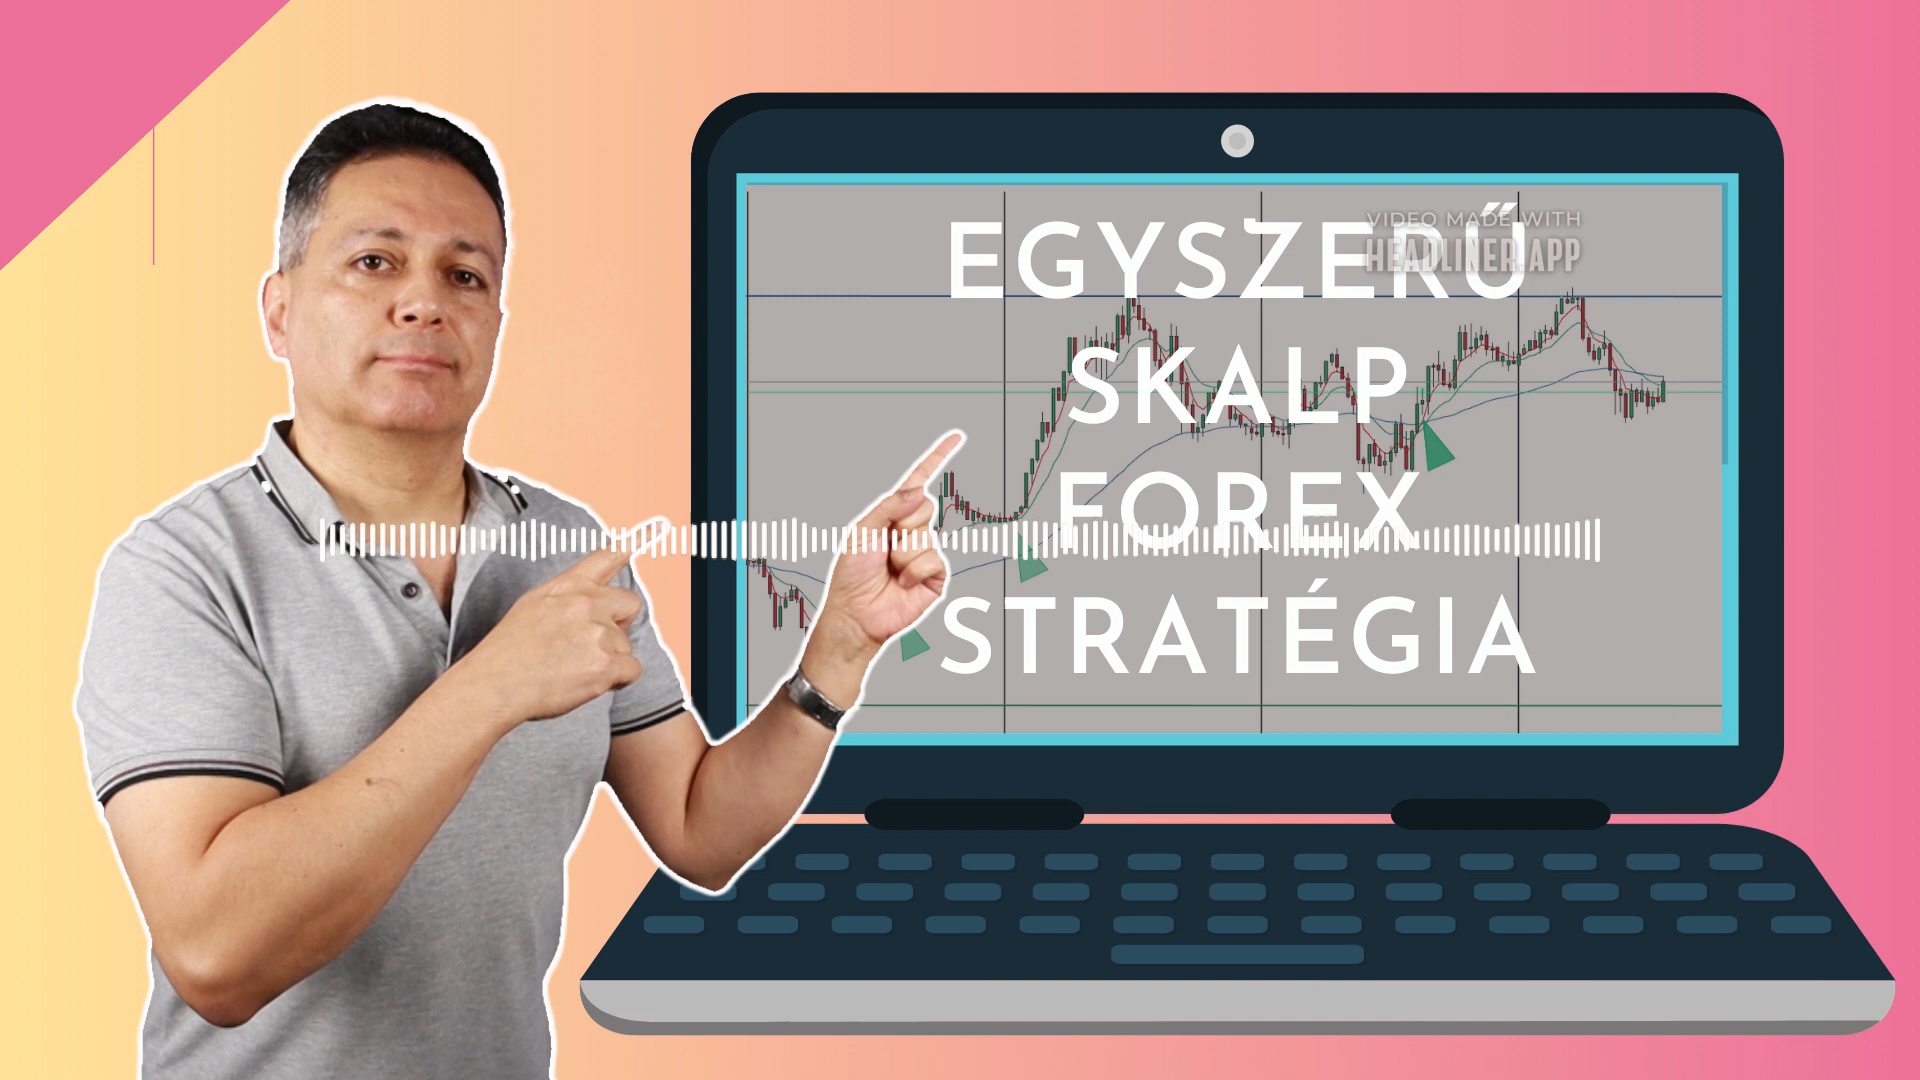 VIDEO MADE WITH
HEADLINER.APP
EGYSZERŰ
SKALP
FOREX
STRATÉGIA